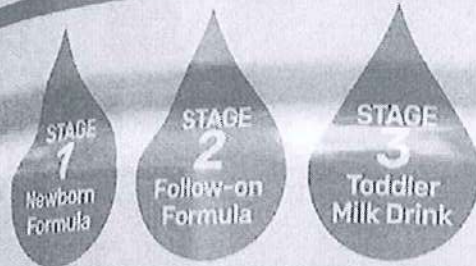 STAGE
1
Newborn
Formula
STAGE
2
Follow-on
Formula
STAGE
3
Toddler
Milk Drink